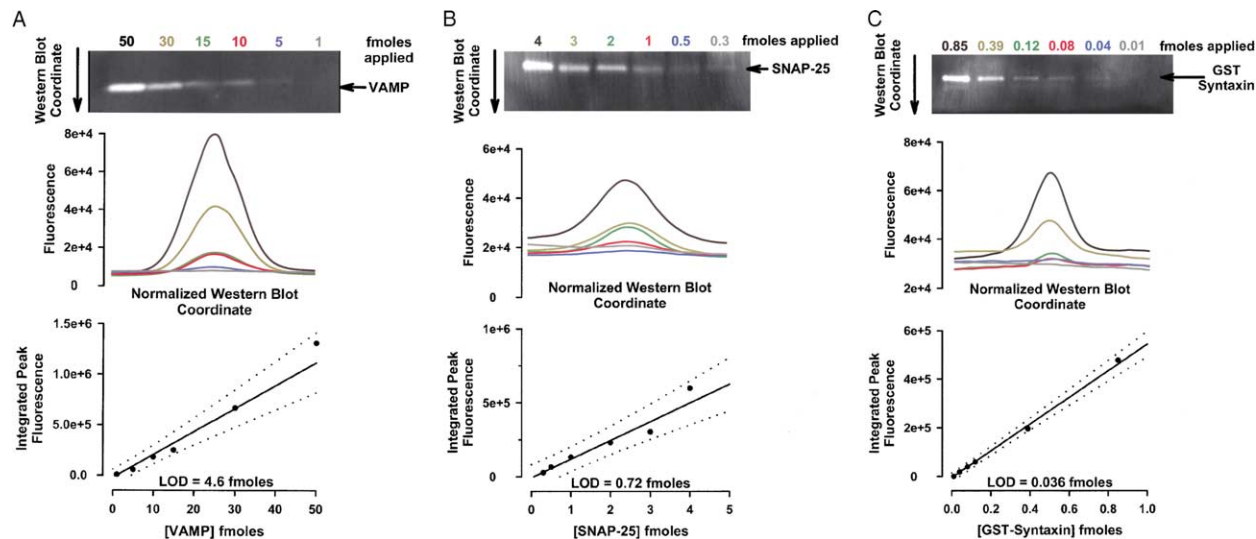 A
50 30 15 10 5 1 fmoles applied
Western Blot Coordinate
VAMP
8e+4
6e+4
4e+4
2e+4
0
Fluorescence
Normalized Western Blot
Coordinate
1.5e+6
1.0e+6
5.0e+5
0.0
Integrated Peak
Fluorescence
LOD = 4.6 fmoles
0 10 20 30 40 50
[VAMP] fmoles
B
4 3 2 1 0.5 0.3 fmoles applied
Western Blot Coordinate
SNAP-25
6e+4
4e+4
2e+4
0
Fluorescence
Normalized Western Blot
Coordinate
1e+6
5e+5
0
Integrated Peak
Fluorescence
LOD = 0.72 fmoles
0 1 2 3 4 5
[SNAP-25] fmoles
C
0.85 0.39 0.12 0.08 0.04 0.01 fmoles applied
Western Blot Coordinate
GST
Syntaxin
8e+4
6e+4
4e+4
2e+4
Fluorescence
Normalized Western Blot
Coordinate
6e+5
4e+5
2e+5
0
Integrated Peak
Fluorescence
LOD = 0.036 fmoles
0.0 0.2 0.4 0.6 0.8 1.0
[GST-Syntaxin] fmoles